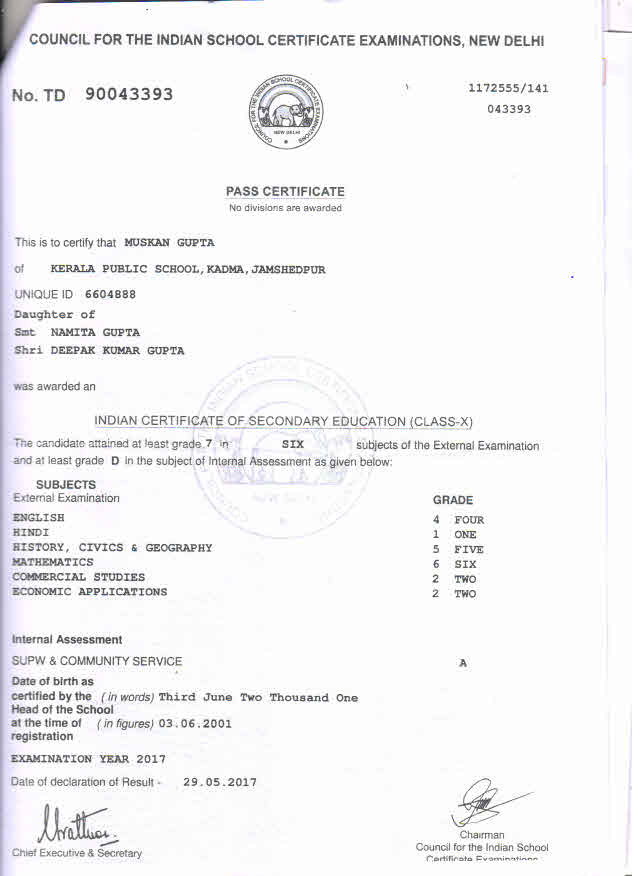 COUNCIL FOR THE INDIAN SCHOOL CERTIFICATE EXAMINATIONS, NEW DELHI
No. TD 90043393
1172555/141
043393
COUNCIL FOR THE INDIAN SCHOOL CERTIFICATE EXAMINATIONS
NEW DELHI
PASS CERTIFICATE
No divisions are awarded
This is to certify that MUSKAN GUPTA
of KERALA PUBLIC SCHOOL, KADMA, JAMSHEDPUR
UNIQUE ID 6604888
Daughter of
Smt NAMITA GUPTA
Shri DEEPAK KUMAR GUPTA
was awarded an
INDIAN CERTIFICATE OF SECONDARY EDUCATION (CLASS-X)
The candidate attained at least grade 7 in SIX subjects of the External Examination
and at least grade D in the subject of Internal Assessment as given below:
SUBJECTS
External Examination GRADE
ENGLISH 4 FOUR
HINDI 1 ONE
HISTORY, CIVICS & GEOGRAPHY 5 FIVE
MATHEMATICS 6 SIX
COMMERCIAL STUDIES 2 TWO
ECONOMIC APPLICATIONS 2 TWO
Internal Assessment
SUPW & COMMUNITY SERVICE A
Date of birth as
certified by the (in words) Third June Two Thousand One
Head of the School
at the time of (in figures) 03.06.2001
registration
EXAMINATION YEAR 2017
Date of declaration of Result - 29.05.2017
Chief Executive & Secretary
Chairman
Council for the Indian School
Certificate Examinations